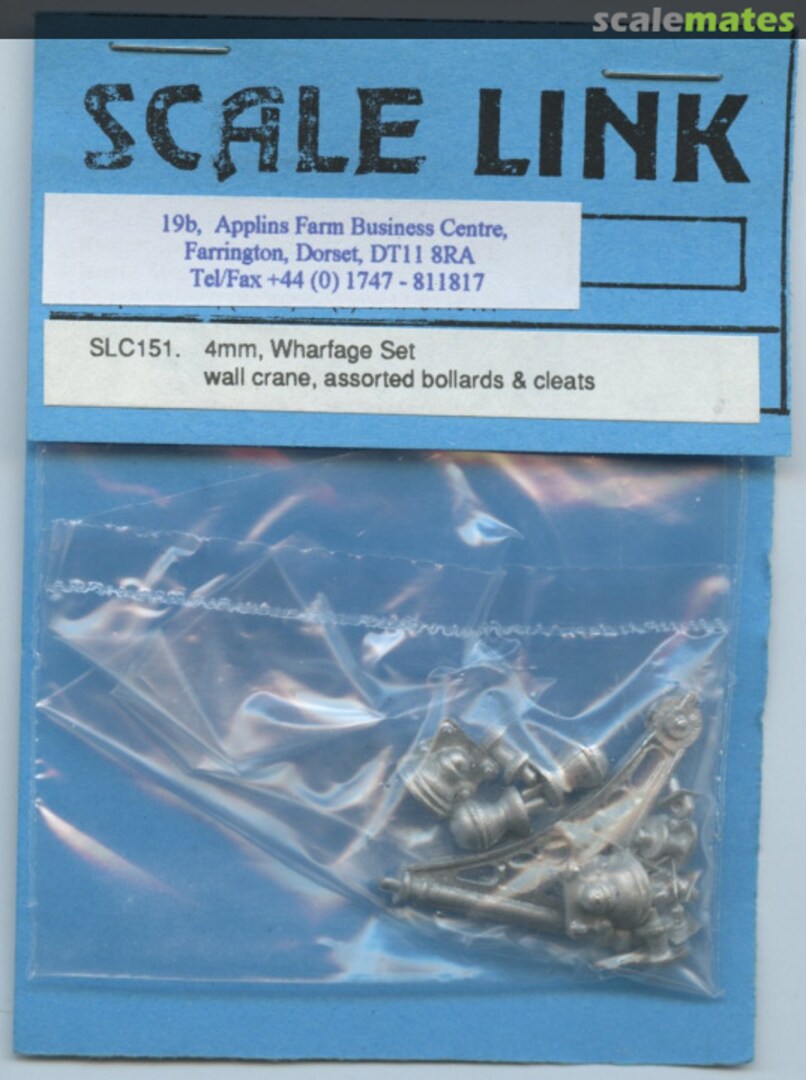 scalemates
SCALE LINK
19b, Applins Farm Business Centre,
Farrington, Dorset, DT11 8RA
Tel/Fax +44 (0) 1747 - 811817
SLC151. 4mm, Wharfage Set
wall crane, assorted bollards & cleats